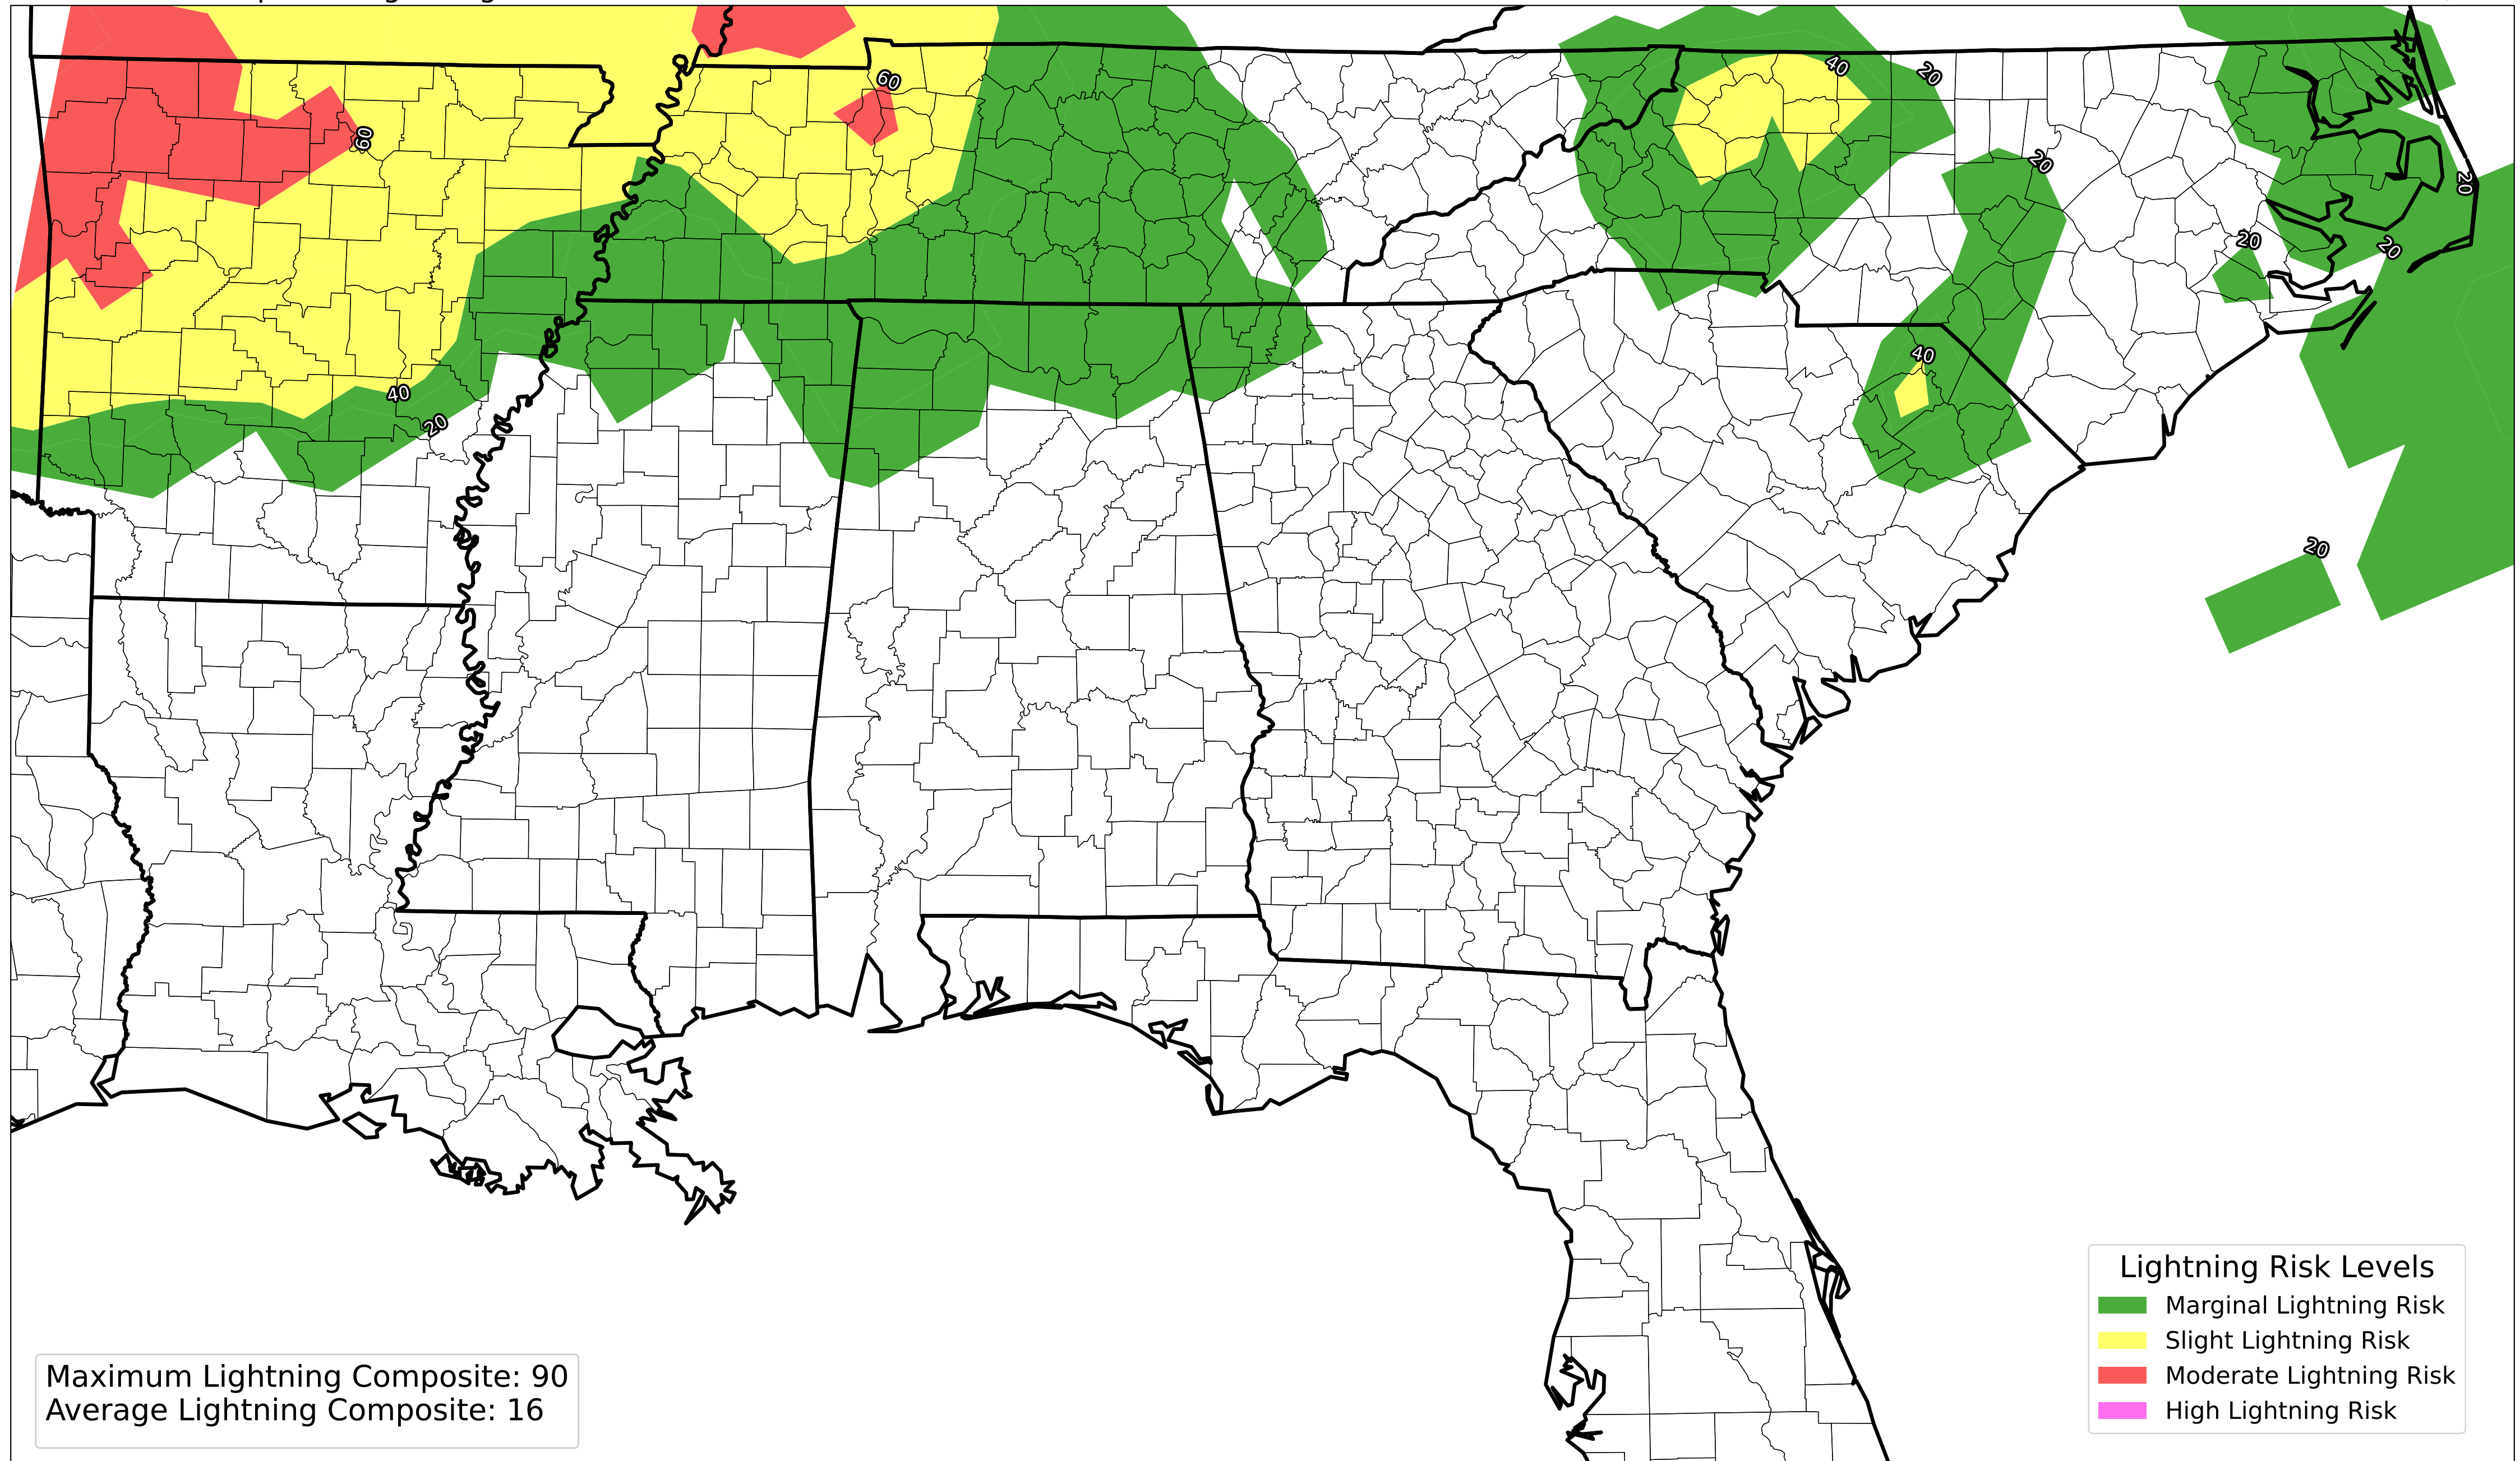 60
40
20
60
20
20
20
20
40
40
20
20
Lightning Risk Levels
Marginal Lightning Risk
Slight Lightning Risk
Moderate Lightning Risk
High Lightning Risk
Maximum Lightning Composite: 90
Average Lightning Composite: 16